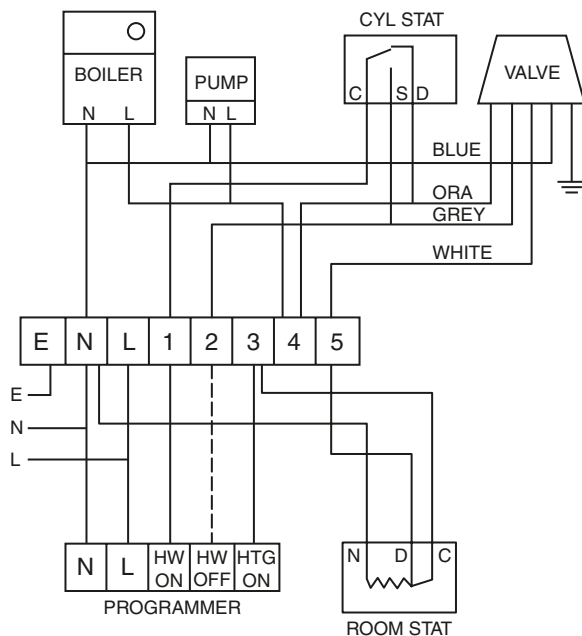 CYL STAT
BOILER
N L
PUMP
N L
C S D
VALVE
BLUE
ORA
GREY
WHITE
E N L 1 2 3 4 5
E
N
L
N L HW ON HW OFF HTG ON
PROGRAMMER
N D C
ROOM STAT